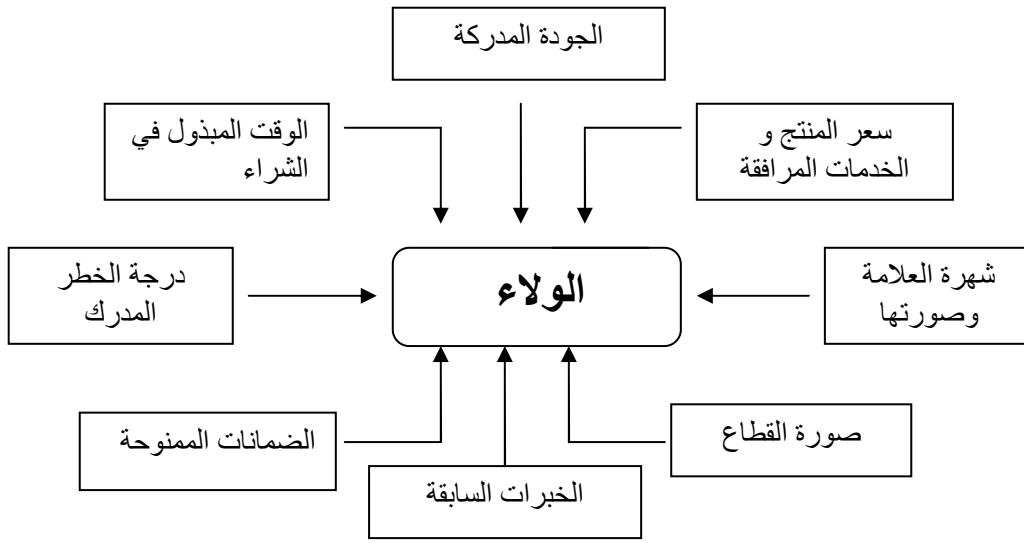 الجودة المدركة
سعر المنتج و
الخدمات المرافقة
الوقت المبذول في
الشراء
شهرة العلامة
وصورتها
الولاء
درجة الخطر
المدرك
صورة القطاع
الضمانات الممنوحة
الخبرات السابقة